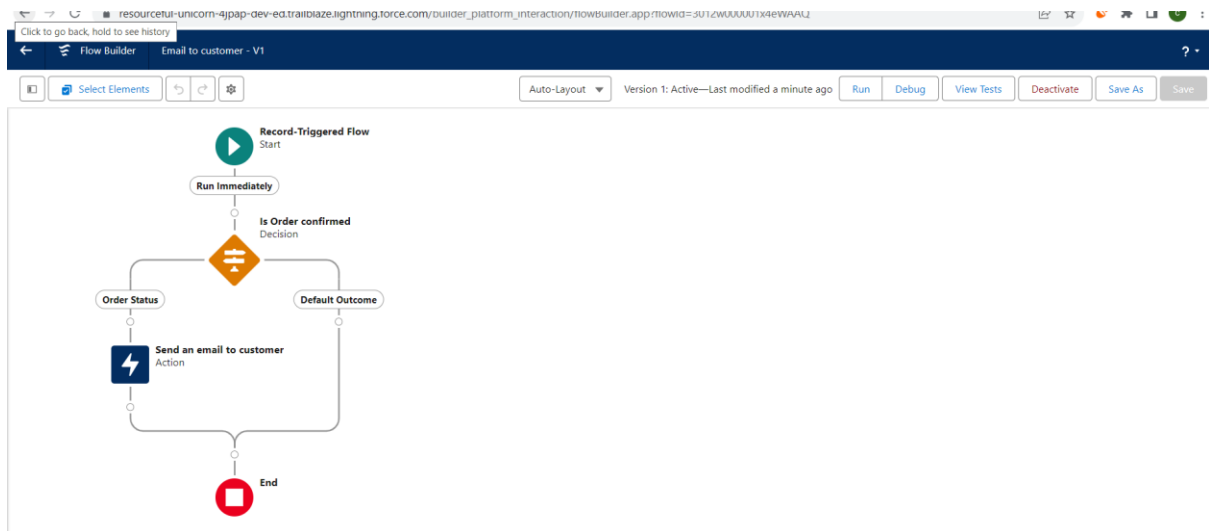 resourceful-unicorn-4jpap-dev-ed.trailblaze.lightning.force.com/builder_platform_interaction/flowBuilder.app?flowId=3012w000001x4eWAAQ
Click to go back, hold to see history
Flow Builder Email to customer - V1 ?
Select Elements Auto-Layout Version 1: Active—Last modified a minute ago Run Debug View Tests Deactivate Save As Save
Record-Triggered Flow
Start
Run Immediately
Is Order confirmed
Decision
Order Status Default Outcome
Send an email to customer
Action
End